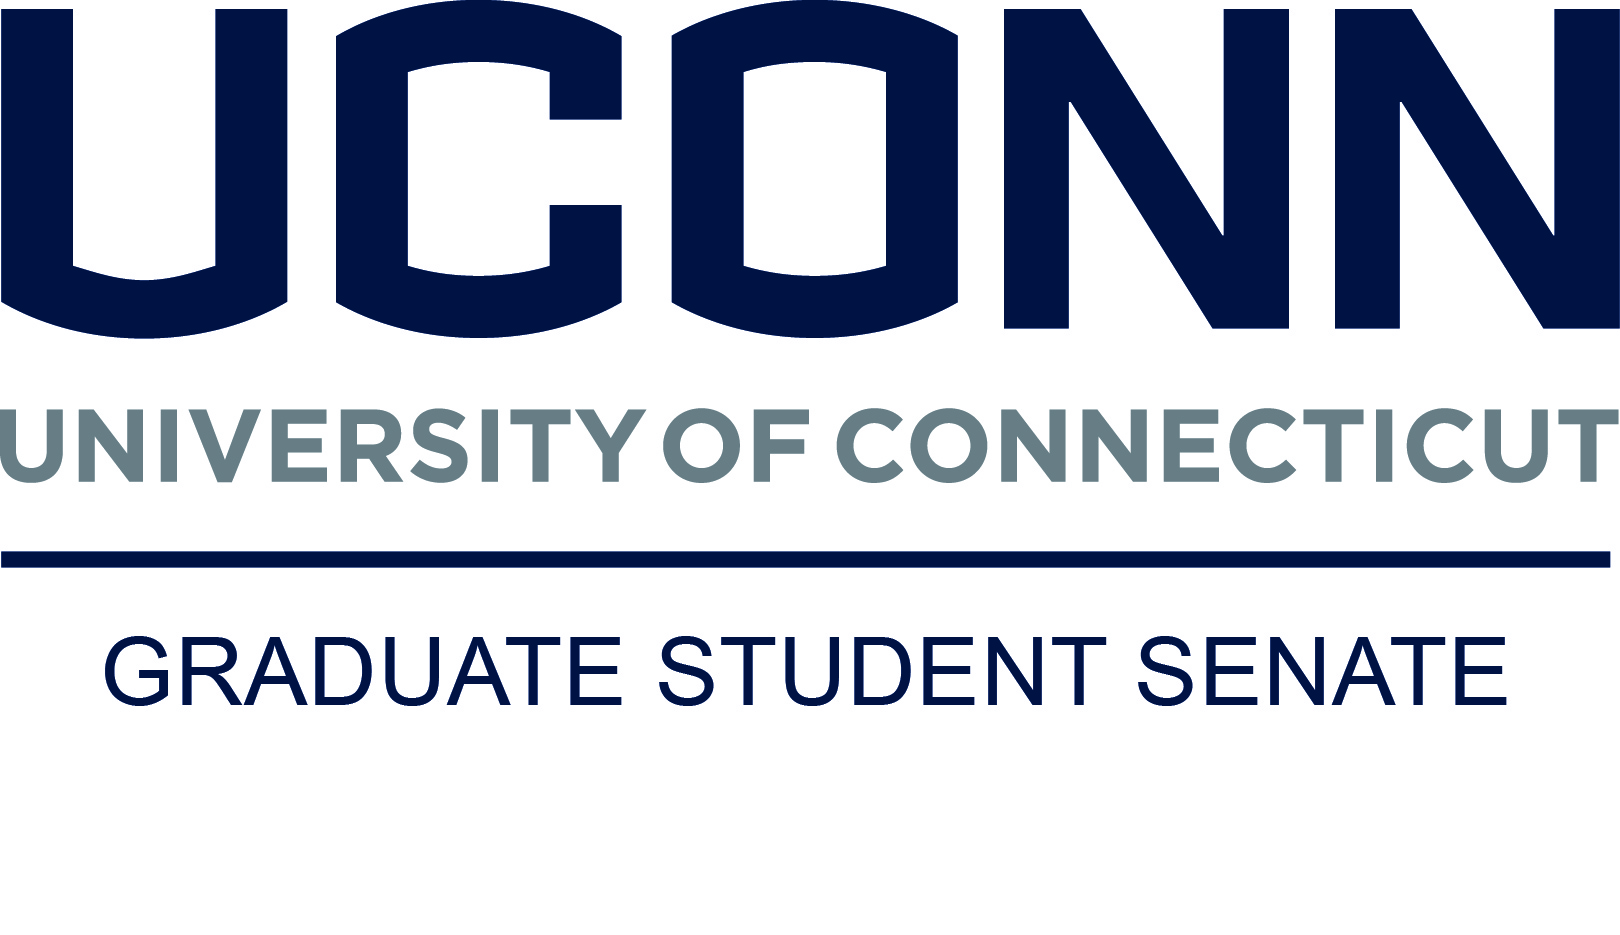 UCONN
UNIVERSITY OF CONNECTICUT
GRADUATE STUDENT SENATE